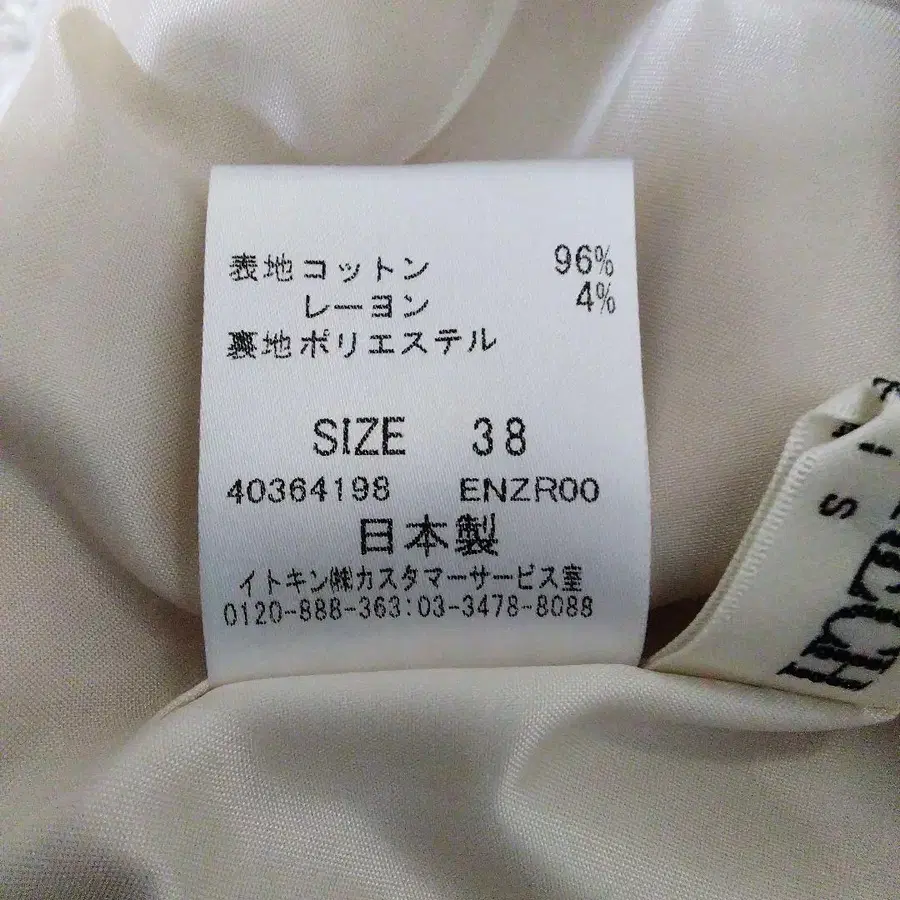 表地コットン 96%
レーヨン 4%
裏地ポリエステル
SIZE 38
40364198 ENZR00
日本製
イトキン㈱カスタマーサービス室
0120-888-363:03-3478-8088